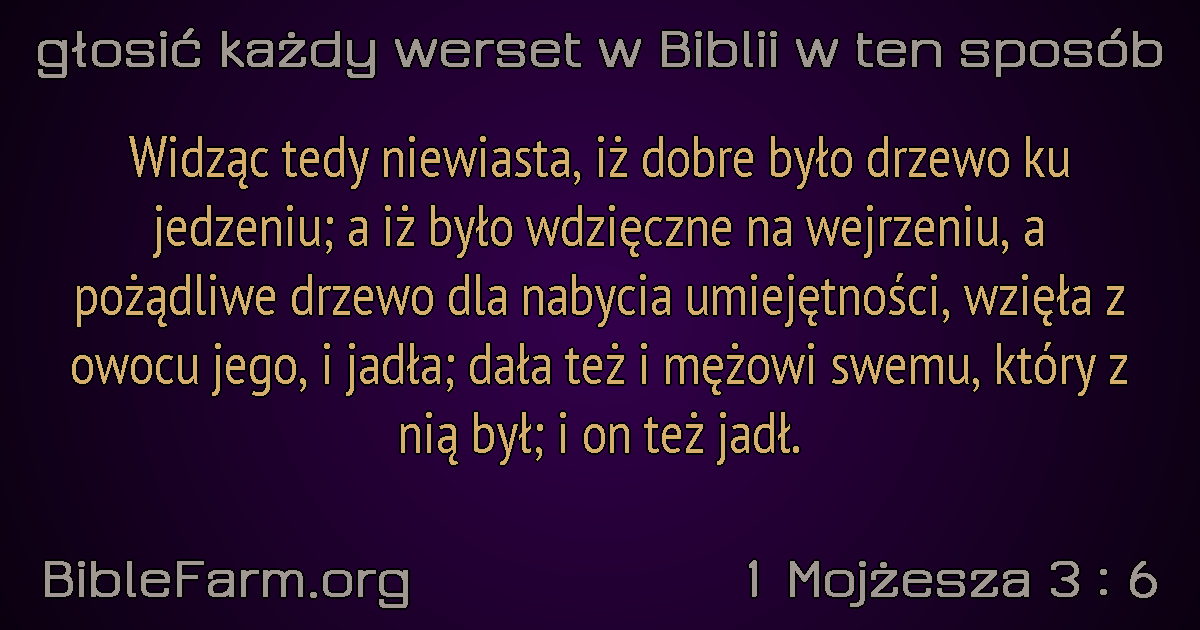 głosić każdy werset w Biblii w ten sposób
Widząc tedy niewiasta, iż dobre było drzewo ku
jedzeniu; a iż było wdzięczne na wejrzeniu, a
pożądliwe drzewo dla nabycia umiejętności, wzięła z
owocu jego, i jadła; dała też i mężowi swemu, który z
nią był; i on też jadł.
BibleFarm.org
1 Mojżesza 3 : 6